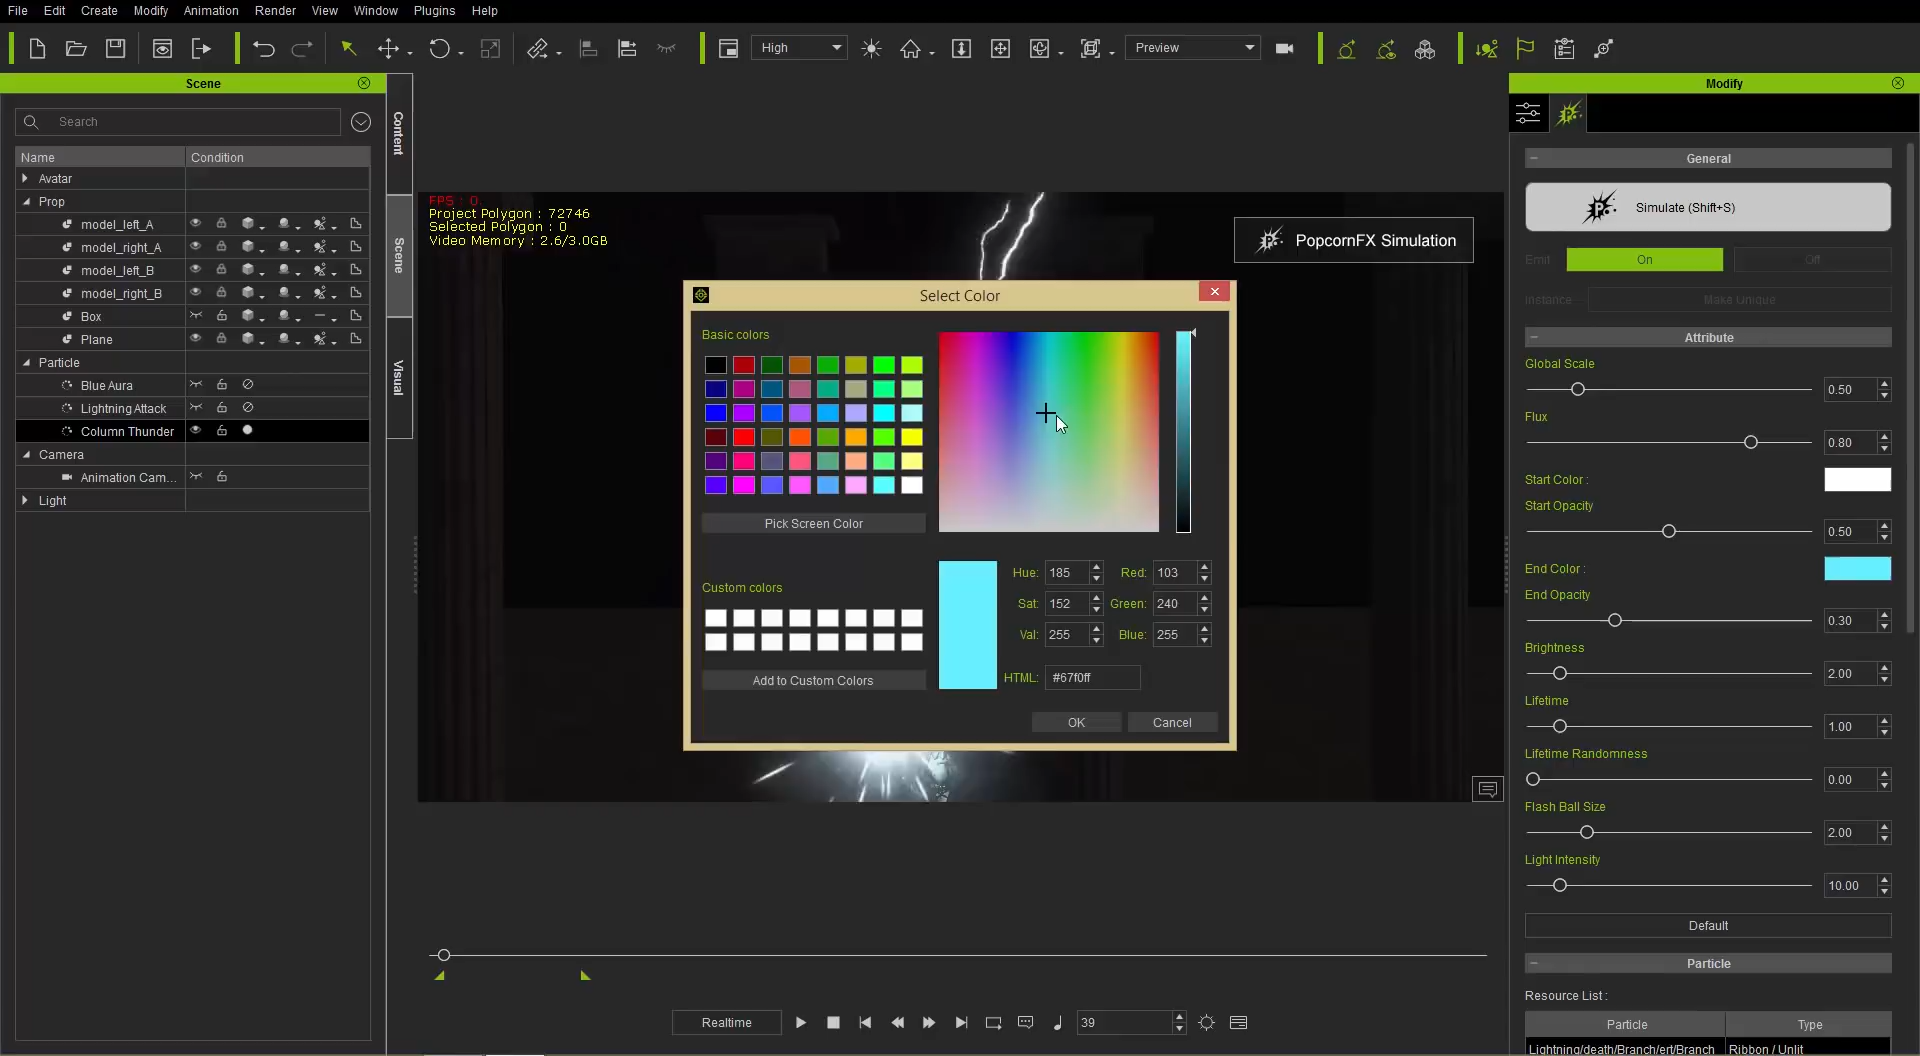 File Edit Create Modify Animation Render View Window Plugins Help
High Preview
Scene
Search
Name Condition
Avatar
Prop
model_left_A
model_right_A
model_left_B
model_right_B
Box
Plane
Particle
Blue Aura
Lightning Attack
Column Thunder
Camera
Animation Cam...
Light
Content
Scene
Visual
FPS : 0
Project Polygon : 72746
Selected Polygon : 0
Video Memory : 2.6/3.0GB
PopcornFX Simulation
Select Color
Basic colors
Pick Screen Color
Custom colors
Add to Custom Colors
Hue: 185 Red: 103
Sat: 152 Green: 240
Val: 255 Blue: 255
HTML: #67f0ff
OK Cancel
Realtime 39
Modify
General
Simulate (Shift+S)
Emit On Off
Instance Make Unique
Attribute
Global Scale
0.50
Flux
0.80
Start Color :
Start Opacity
0.50
End Color :
End Opacity
0.30
Brightness
2.00
Lifetime
1.00
Lifetime Randomness
0.00
Flash Ball Size
2.00
Light Intensity
10.00
Default
Particle
Resource List :
Particle Type
Lightning/death/Branch/ert/Branch Ribbon / Unlit